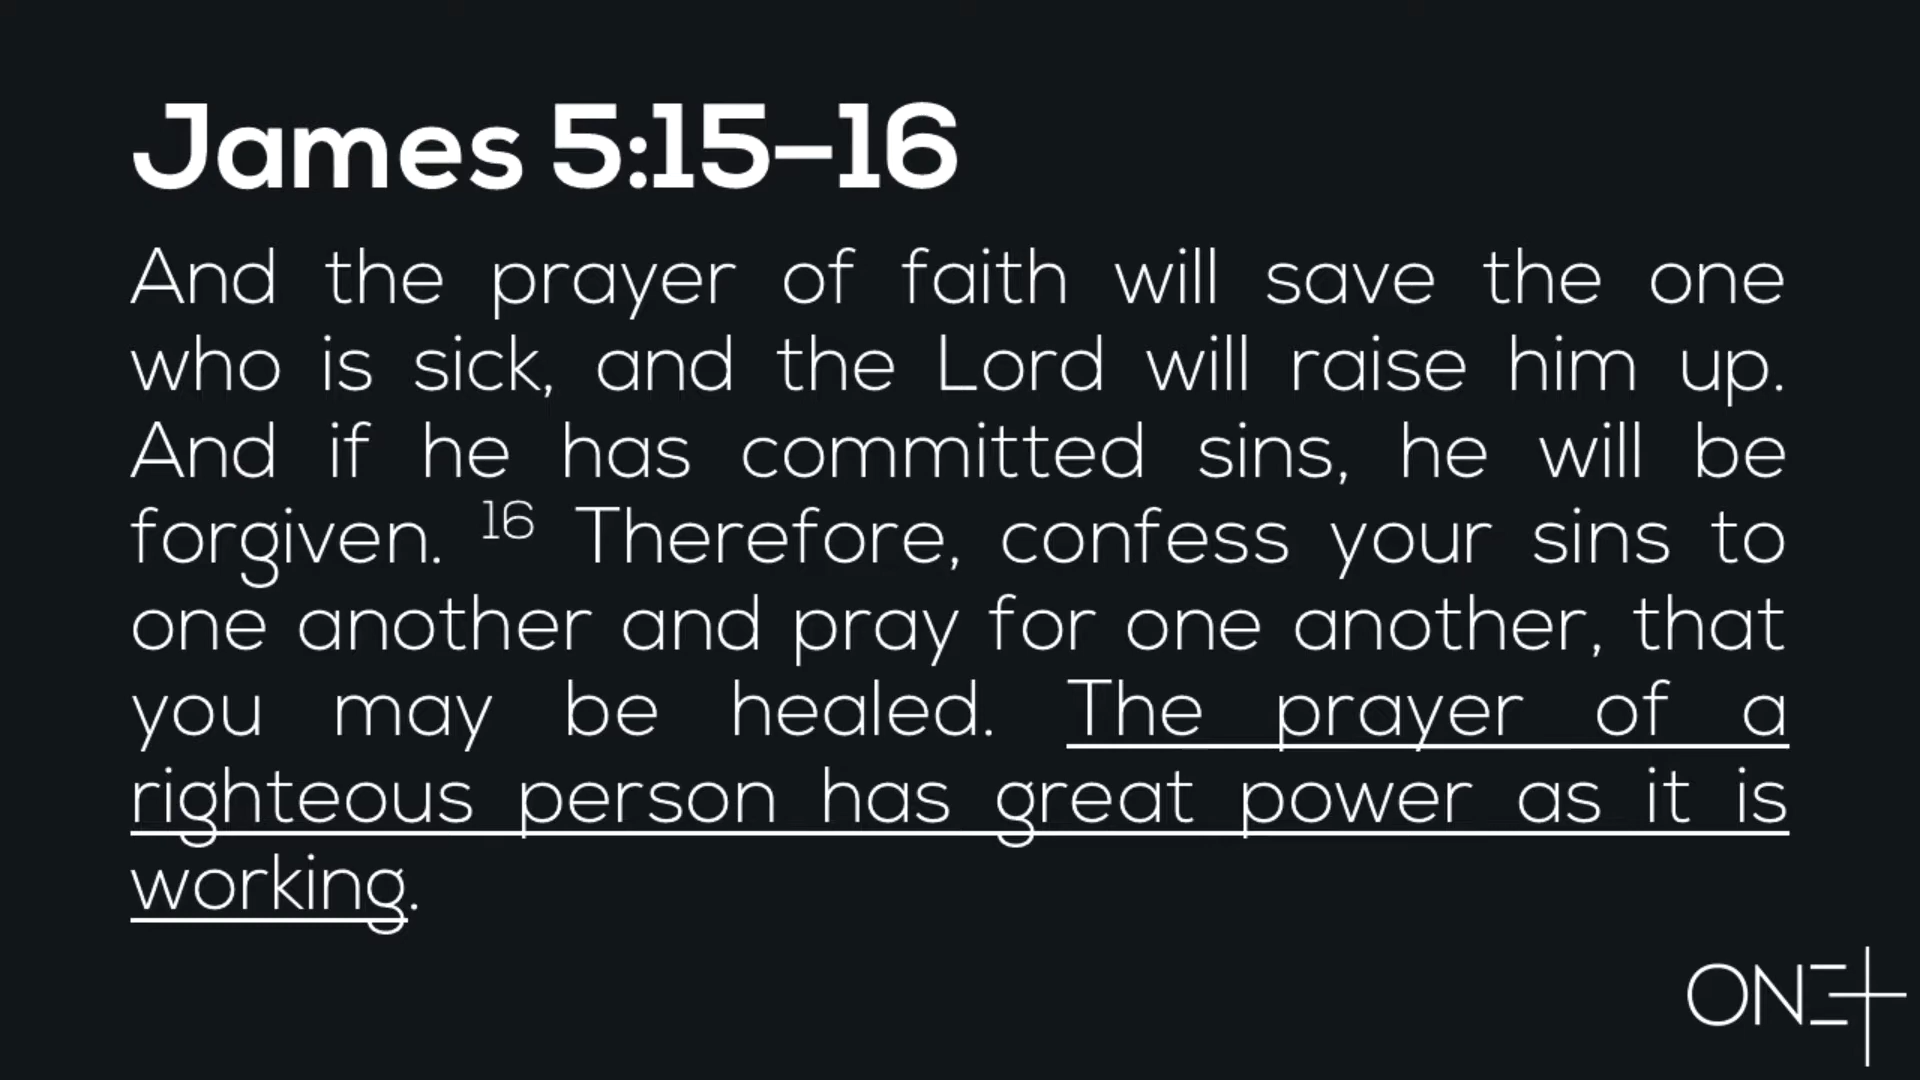 James 5:15–16
And the prayer of faith will save the one
who is sick, and the Lord will raise him up.
And if he has committed sins, he will be
forgiven. 16 Therefore, confess your sins to
one another and pray for one another, that
you may be healed. The prayer of a
righteous person has great power as it is
working.
ONE